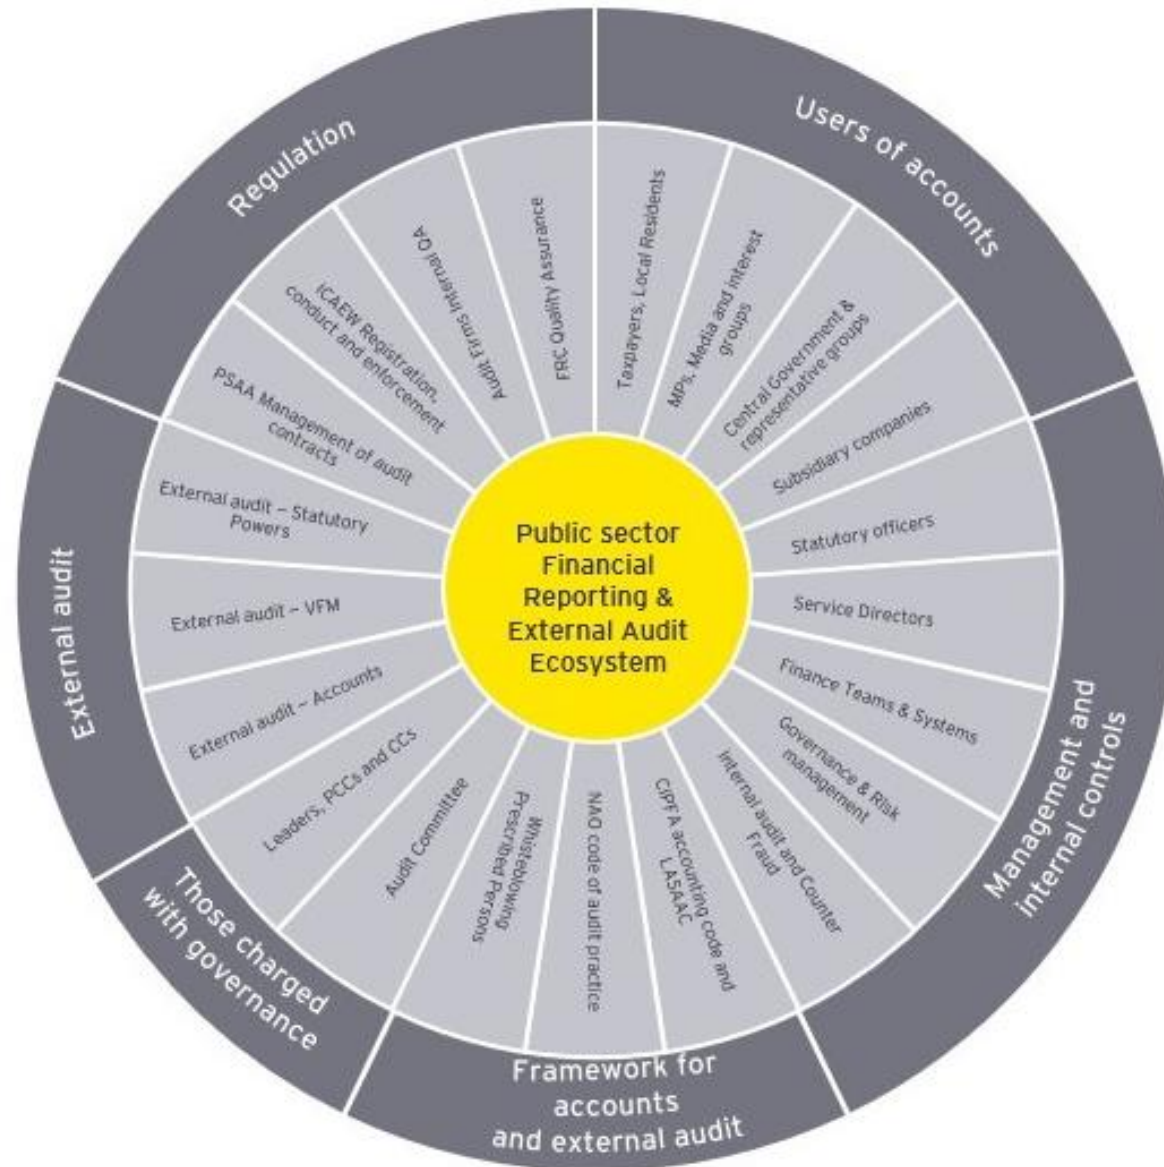 Public sector
Financial
Reporting &
External Audit
Ecosystem
Users of accounts
Taxpayers, Local Residents
MPs, Media and interest
groups
Central Government &
representative groups
Subsidiary companies
Management and
internal controls
Statutory officers
Service Directors
Finance Teams & Systems
Governance & Risk
management
Internal audit and Counter
Fraud
Framework for
accounts
and external audit
CIPFA accounting code and
LASAAC
NAO code of audit practice
Whisteblowing
Prescribed Persons
Those charged
with governance
Audit Committee
Leaders, PCCs and CCs
External audit
External audit – Accounts
External audit – VFM
External audit – Statutory
Powers
Regulation
PSAA Management of audit
contracts
ICAEW Registration,
conduct and enforcement
Audit Firms Internal QA
FRC Quality Assurance